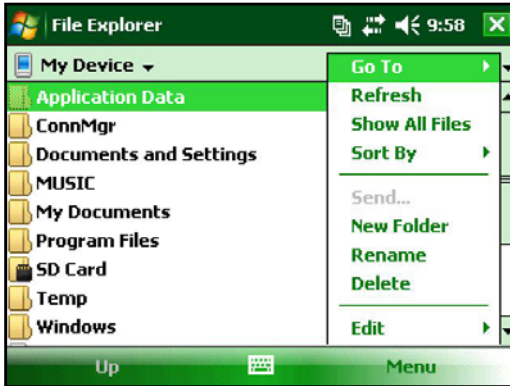 File Explorer 9:58
My Device
Application Data
ConnMgr
Documents and Settings
MUSIC
My Documents
Program Files
SD Card
Temp
Windows
Go To
Refresh
Show All Files
Sort By
Send...
New Folder
Rename
Delete
Edit
Up Menu